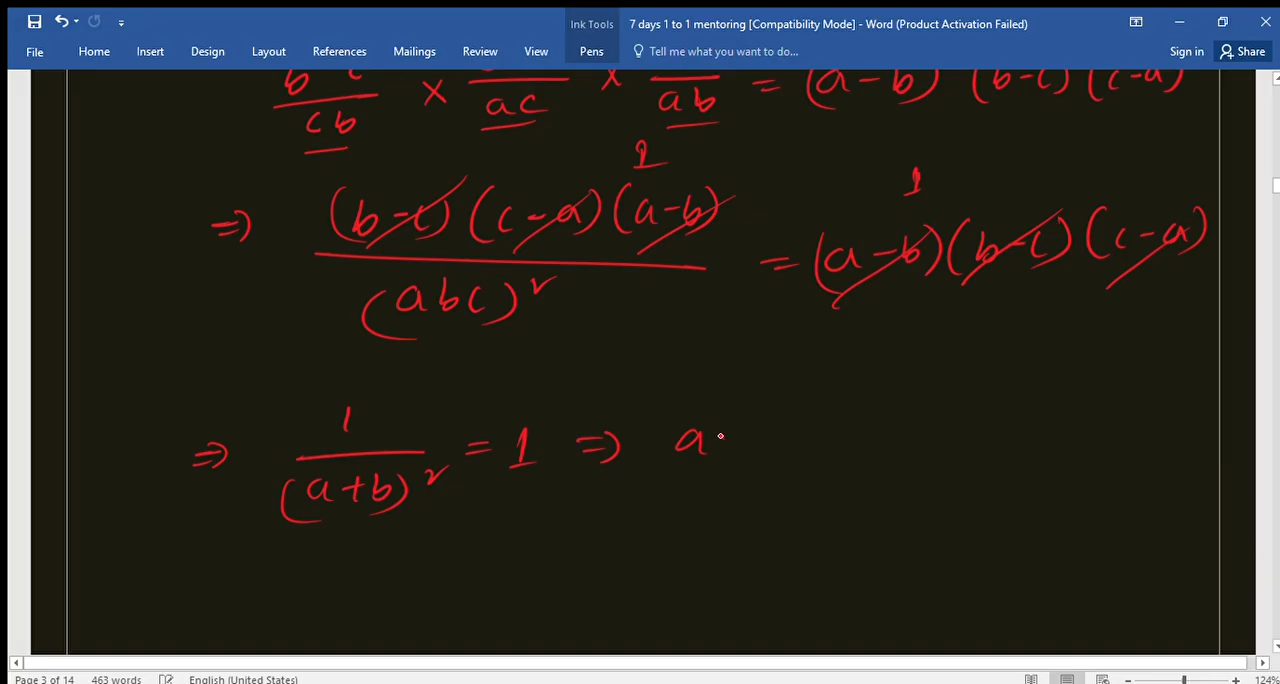 Ink Tools
7 days 1 to 1 mentoring [Compatibility Mode] - Word (Product Activation Failed)
File Home Insert Design Layout References Mailings Review View Pens Tell me what you want to do... Sign in Share
b - c / cb × / ac × / ab = (a - b) (b - c) (c - a)
1 1
=> (b - c) (c - a) (a - b) / (abc)² = (a - b) (b - c) (c - a)
=> 1 / (a + b)² = 1 => a
Page 3 of 14 463 words English (United States) 124%